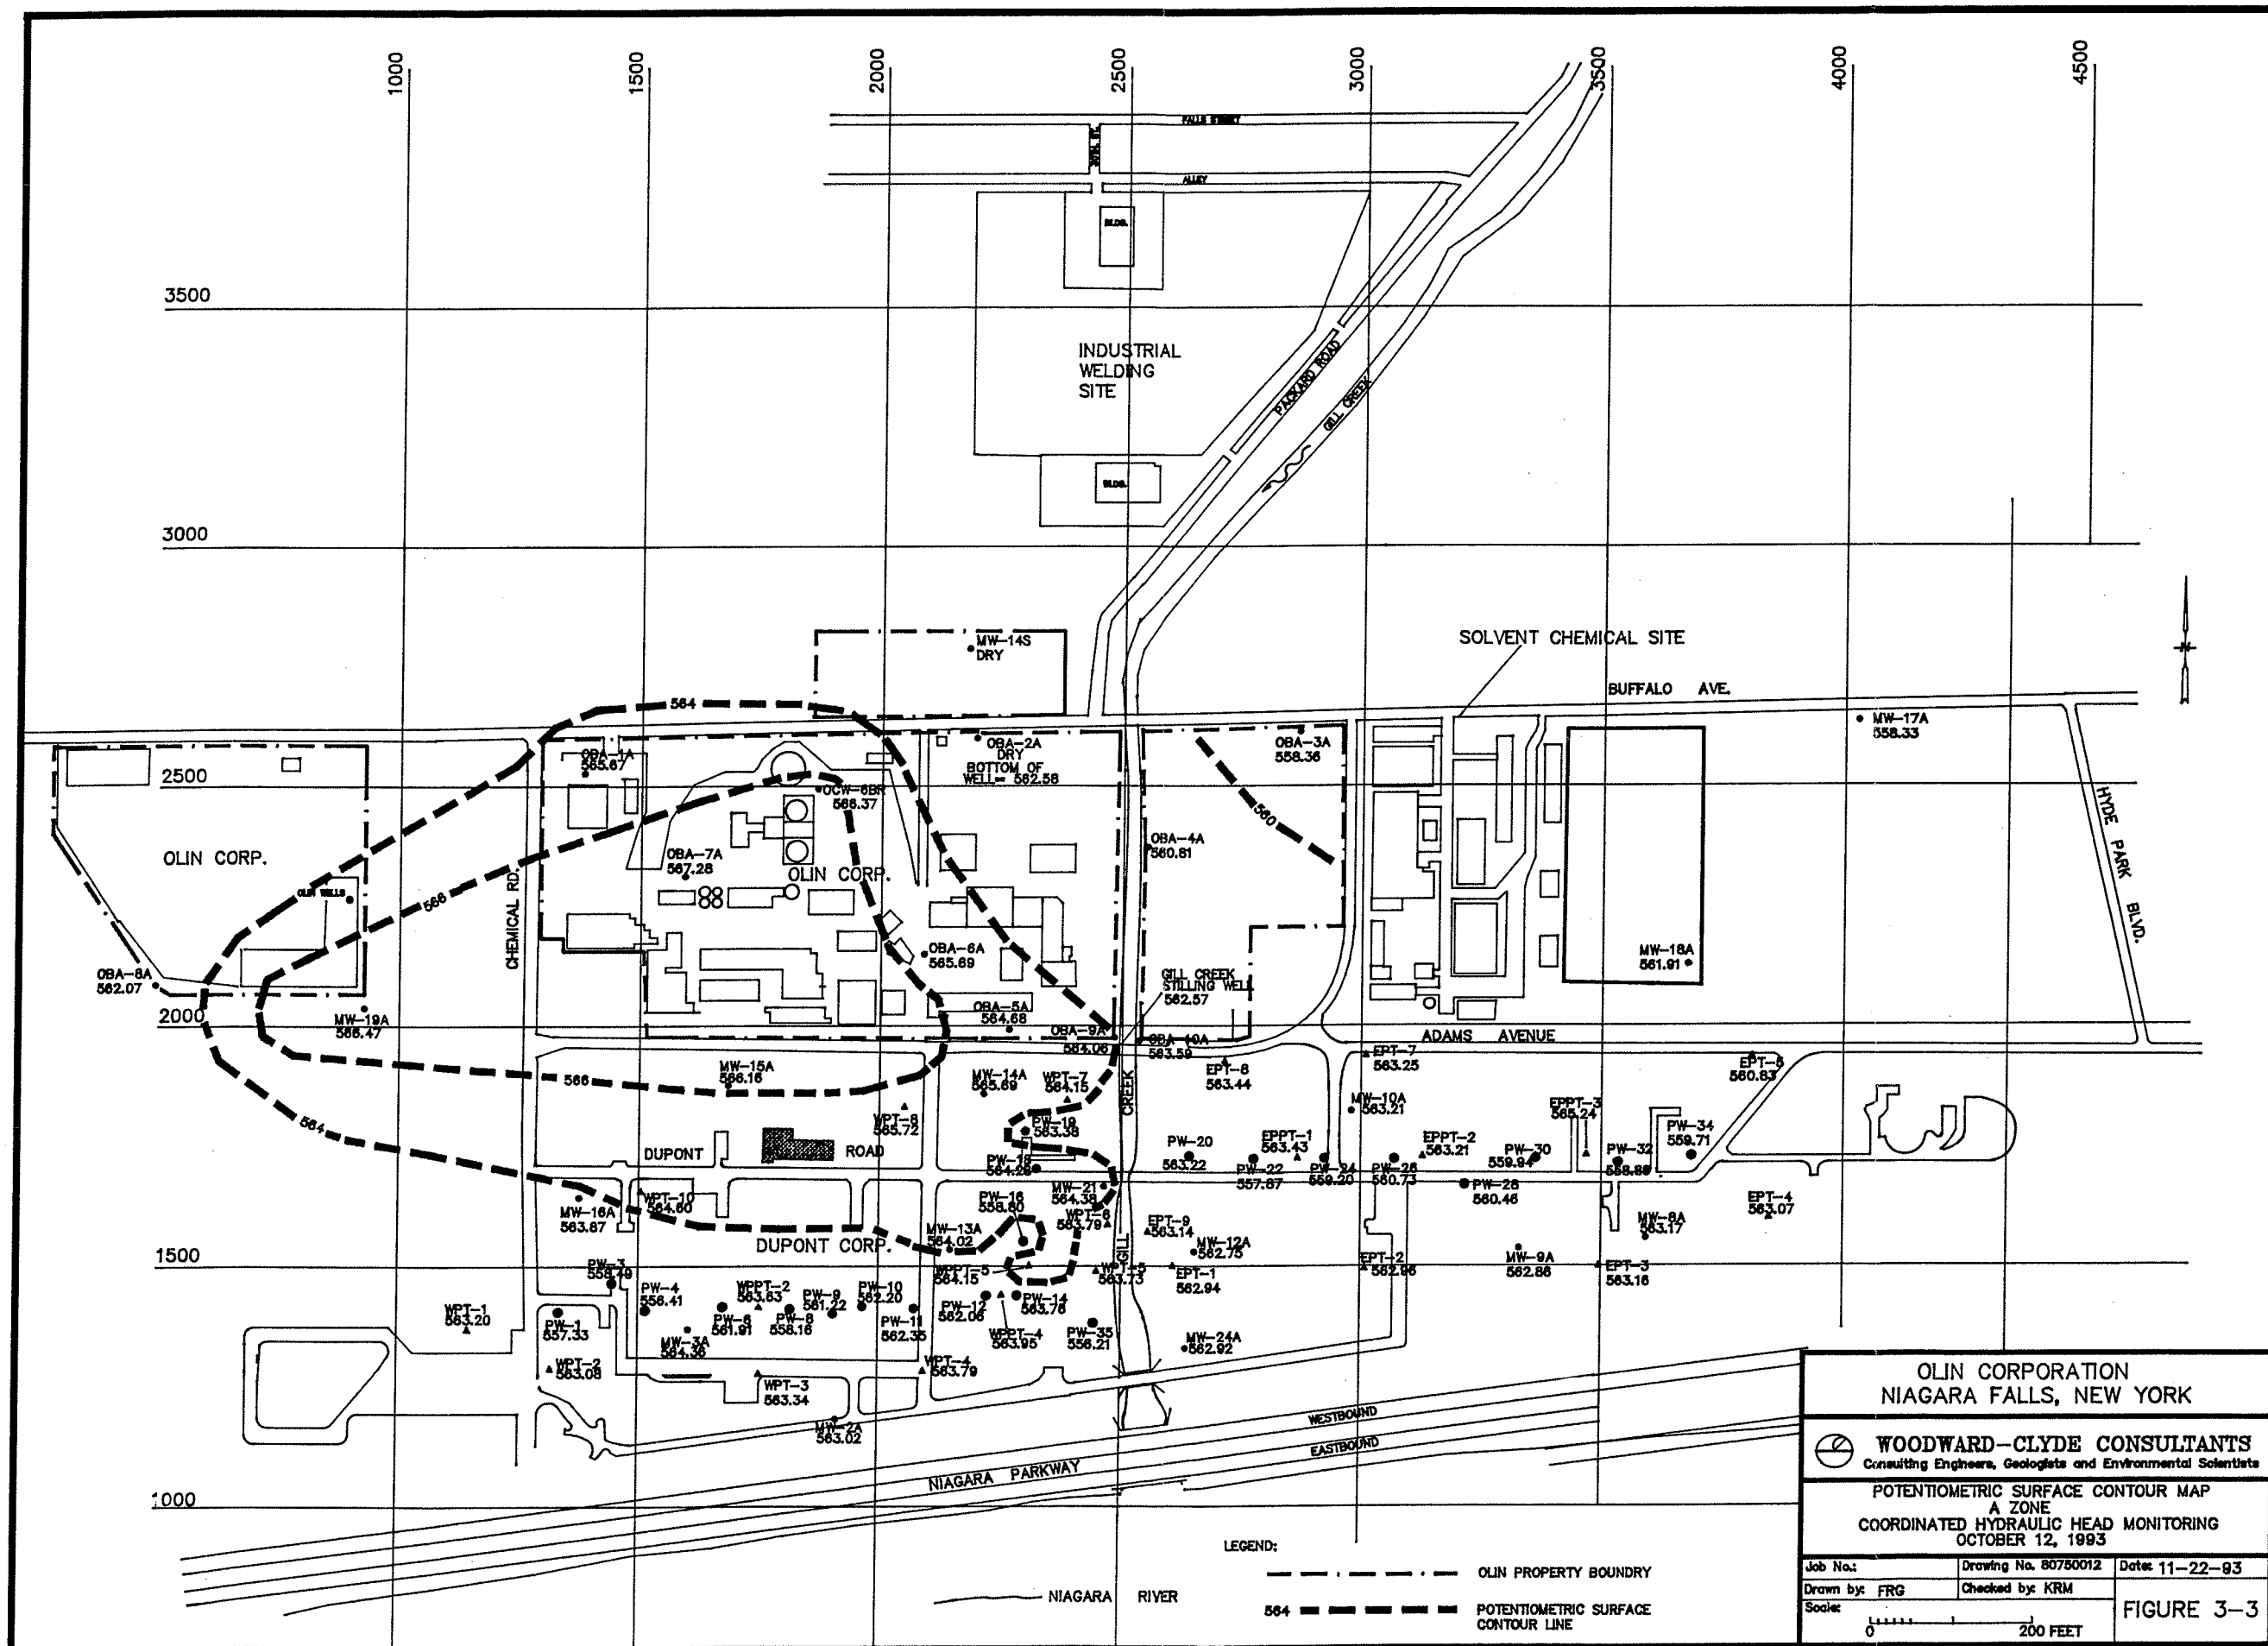 1000
1500
2000
2500
3000
3500
4000
4500
FALLS STREET
ALLEY
BLDG.
3500
INDUSTRIAL
WELDING
SITE
PACKARD ROAD
GILL CREEK
BLDG.
3000
MW-14S
DRY
SOLVENT CHEMICAL SITE
BUFFALO AVE.
564
MW-17A
558.33
OBA-1A
565.67
OBA-2A
DRY
BOTTOM OF
WELL= 562.58
OBA-3A
558.36
2500
OCW-6BR
566.37
560
HYDE PARK BLVD.
OBA-4A
560.81
OLIN CORP.
OBA-7A
567.28
OLIN CORP.
OLIN WELLS
566
CHEMICAL RD.
OBA-6A
565.69
MW-18A
561.91
OBA-8A
562.07
GILL CREEK
STILLING WELL
562.57
MW-19A
566.47
2000
OBA-5A
564.68
OBA-9A
564.06
OBA-10A
563.59
ADAMS AVENUE
EPT-8
563.44
EPT-7
563.25
560.83
566
MW-15A
566.16
MW-14A
565.69
WPT-7
564.15
CREEK
MW-10A
563.21
EPPT-3
565.24
564
WPT-8
565.72
PW-19
563.38
DUPONT ROAD
PW-20
563.22
EPPT-1
563.43
EPPT-2
563.21
PW-30
559.94
PW-32
PW-34
559.71
PW-22
557.87
PW-24
559.20
PW-26
560.73
PW-28
560.46
MW-21
564.38
WPT-10
564.60
MW-16A
563.87
PW-16
558.80
WPT-6
563.79
EPT-9
563.14
EPT-4
563.07
MW-8A
563.17
MW-13A
564.02
DUPONT CORP.
GILL
MW-12A
562.75
1500
PW-3
WPPT-5
564.15
WPT-5
563.73
EPT-1
562.94
EPT-2
562.96
MW-9A
562.86
EPT-3
563.16
PW-4
556.41
WPPT-2
563.63
PW-9
561.22
PW-10
562.20
WPT-1
563.20
PW-1
557.33
PW-6
561.91
PW-8
558.16
PW-11
562.35
PW-12
562.06
PW-14
563.76
MW-3A
564.36
WPPT-4
563.95
PW-35
556.21
MW-24A
562.92
WPT-2
563.08
WPT-3
563.34
WPT-4
563.79
MW-2A
563.02
WESTBOUND
EASTBOUND
NIAGARA PARKWAY
1000
LEGEND:
OLIN PROPERTY BOUNDRY
NIAGARA RIVER
564
POTENTIOMETRIC SURFACE
CONTOUR LINE
OLIN CORPORATION
NIAGARA FALLS, NEW YORK
WOODWARD-CLYDE CONSULTANTS
Consulting Engineers, Geologists and Environmental Scientists
POTENTIOMETRIC SURFACE CONTOUR MAP
A ZONE
COORDINATED HYDRAULIC HEAD MONITORING
OCTOBER 12, 1993
Job No.: Drawing No. 80750012 Date: 11-22-93
Drawn by: FRG Checked by: KRM
Scale: 0 200 FEET
FIGURE 3-3